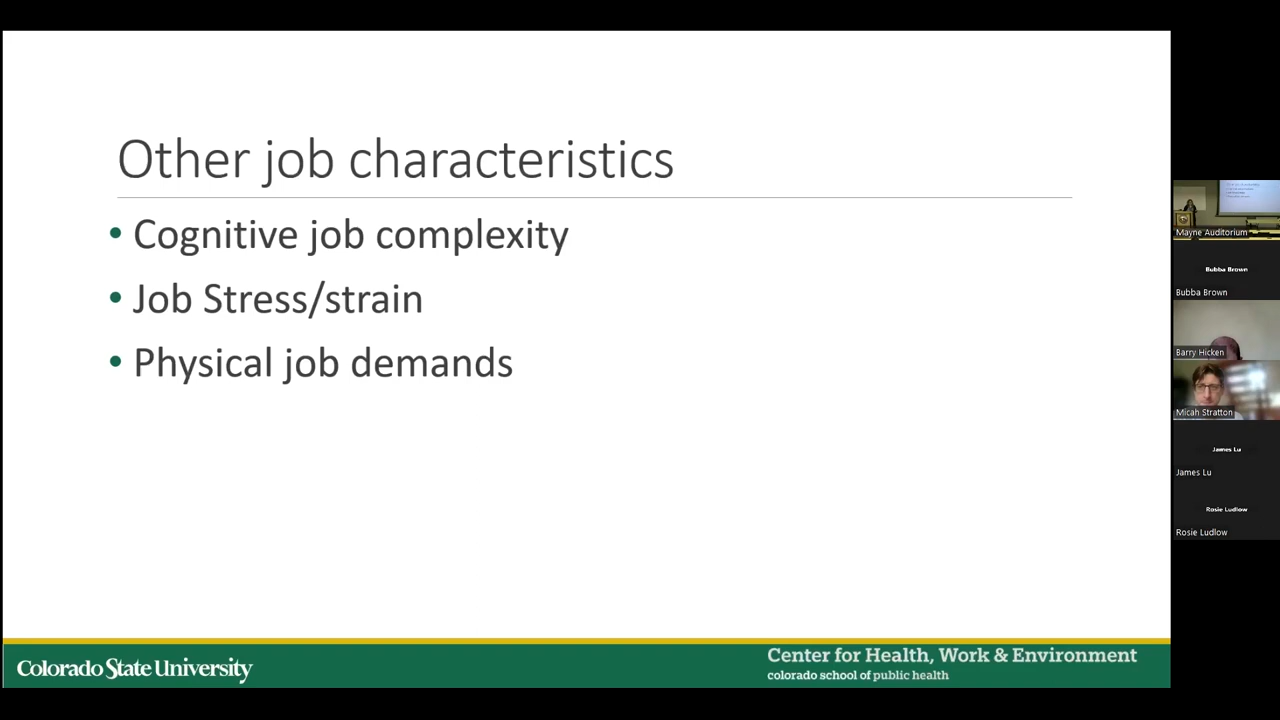 Other job characteristics
• Cognitive job complexity
• Job Stress/strain
• Physical job demands
Colorado State University
Center for Health, Work & Environment
colorado school of public health
Mayne Auditorium
Bubba Brown
Bubba Brown
Barry Hicken
Micah Stratton
James Lu
James Lu
Rosie Ludlow
Rosie Ludlow